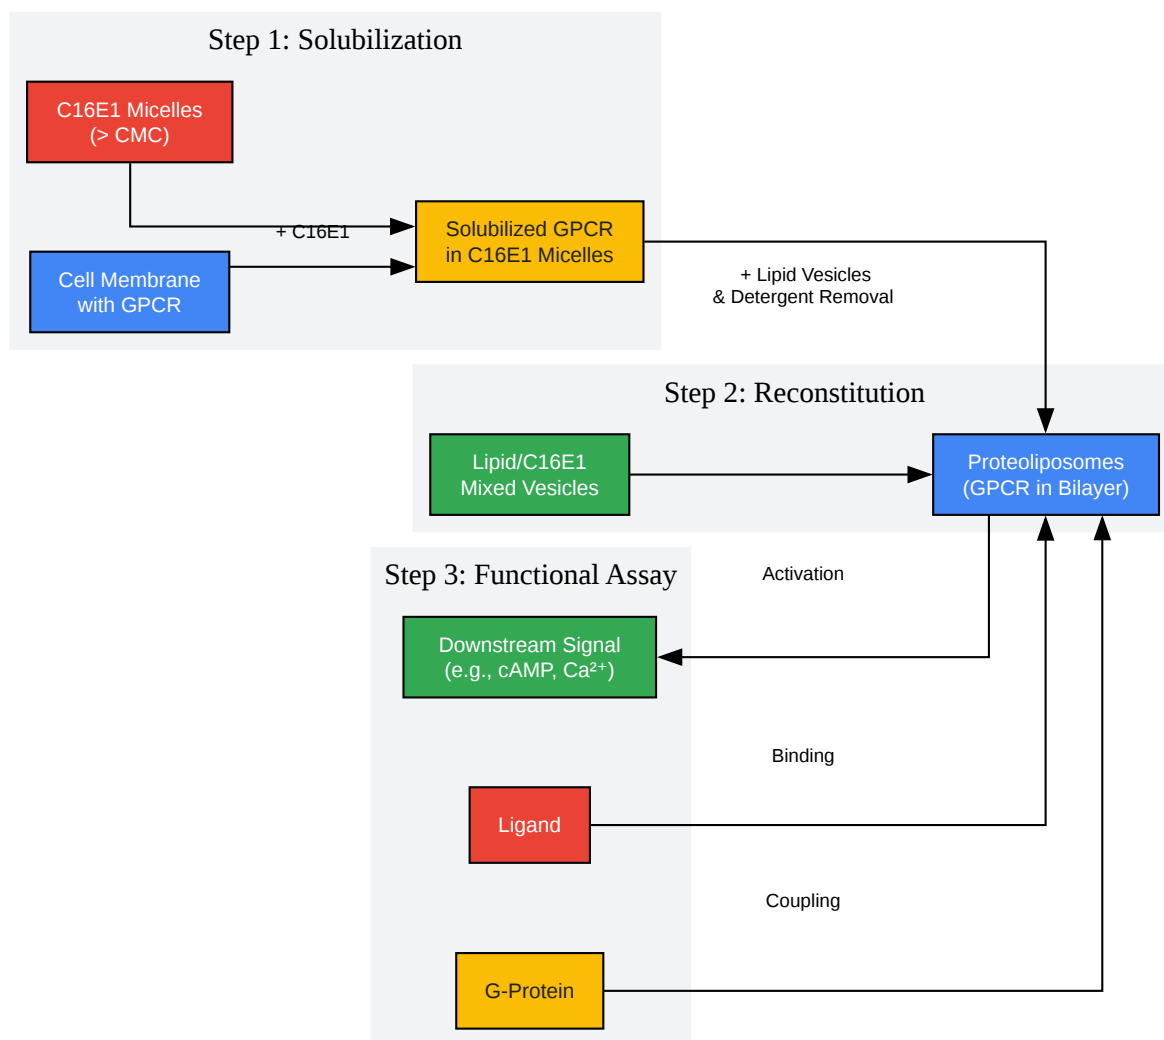 Step 1: Solubilization
C16E1 Micelles
(> CMC)
+ C16E1
Cell Membrane
with GPCR
Solubilized GPCR
in C16E1 Micelles
+ Lipid Vesicles
& Detergent Removal
Step 2: Reconstitution
Lipid/C16E1
Mixed Vesicles
Proteoliposomes
(GPCR in Bilayer)
Step 3: Functional Assay
Activation
Downstream Signal
(e.g., cAMP, Ca²⁺)
Binding
Ligand
Coupling
G-Protein